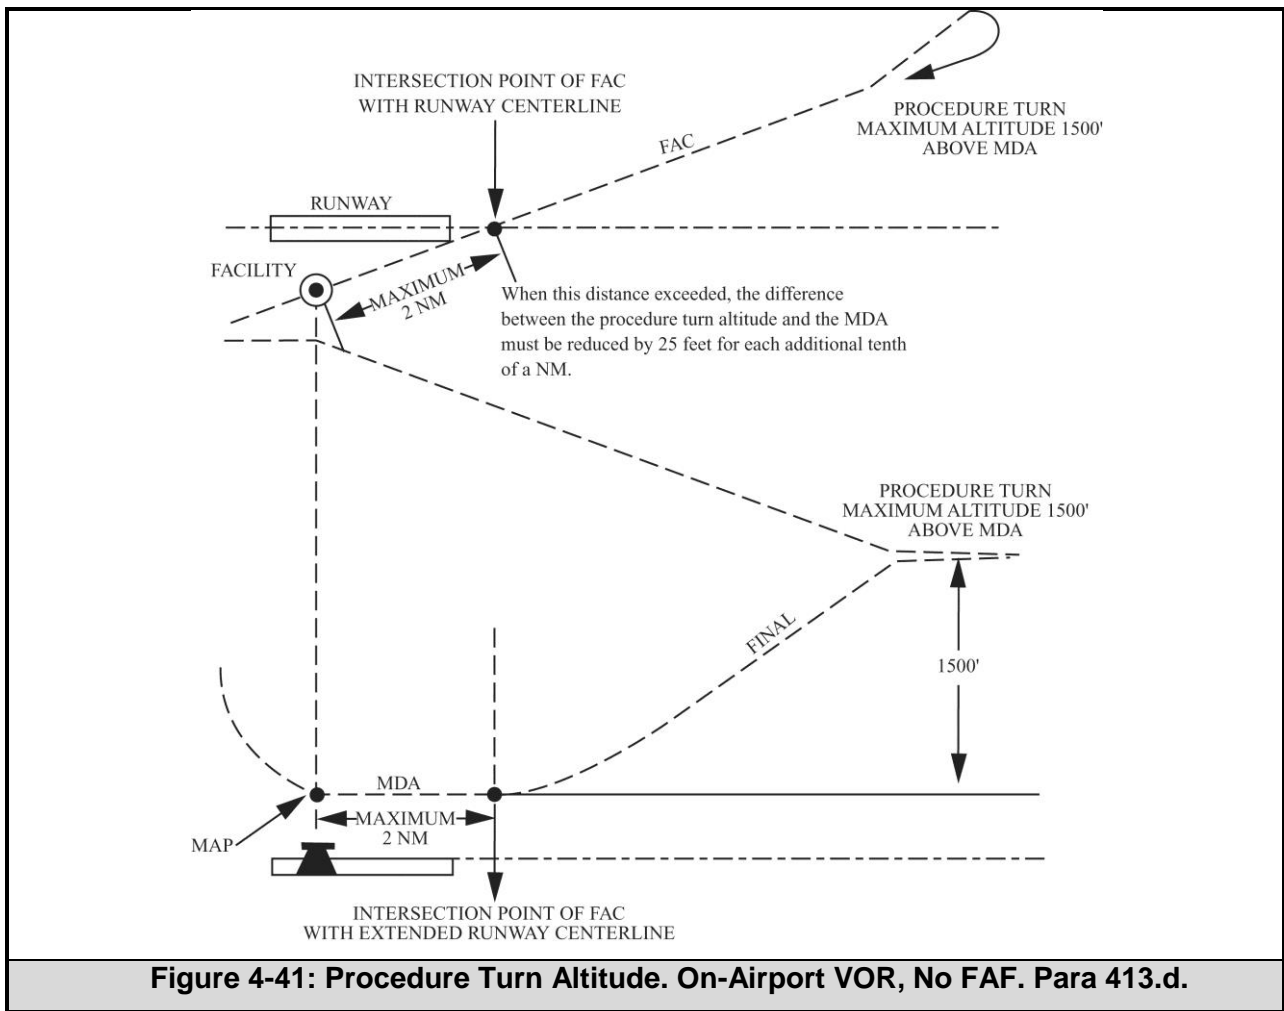 INTERSECTION POINT OF FAC
WITH RUNWAY CENTERLINE
PROCEDURE TURN
MAXIMUM ALTITUDE 1500'
ABOVE MDA
FAC
RUNWAY
FACILITY
MAXIMUM
2 NM
When this distance exceeded, the difference
between the procedure turn altitude and the MDA
must be reduced by 25 feet for each additional tenth
of a NM.
PROCEDURE TURN
MAXIMUM ALTITUDE 1500'
ABOVE MDA
FINAL
1500'
MDA
MAXIMUM
2 NM
MAP
INTERSECTION POINT OF FAC
WITH EXTENDED RUNWAY CENTERLINE
Figure 4-41: Procedure Turn Altitude. On-Airport VOR, No FAF. Para 413.d.